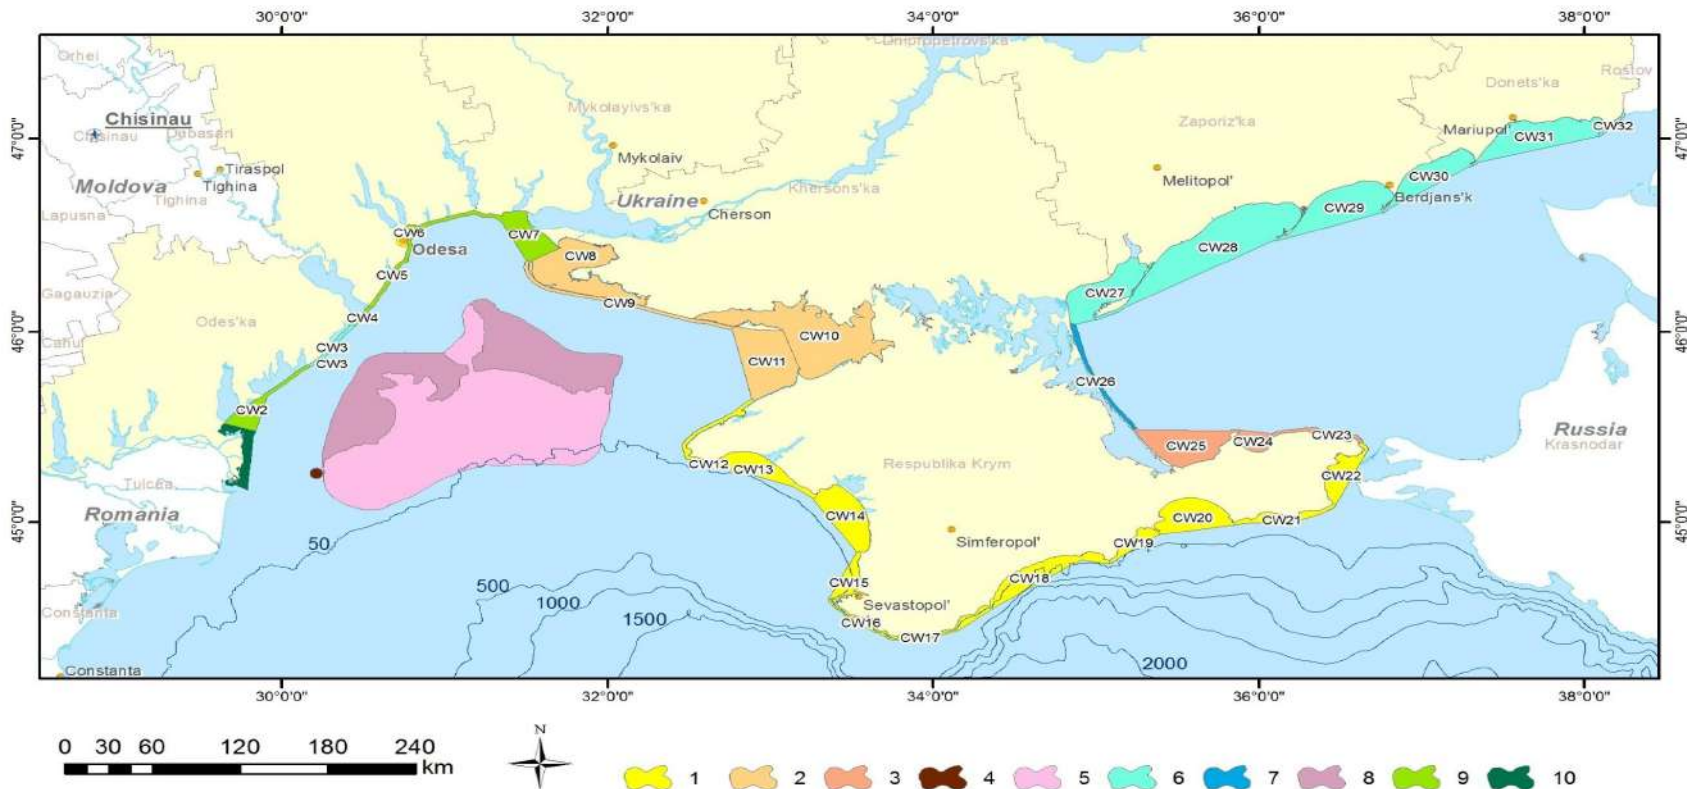 30°0'0" 32°0'0" 34°0'0" 36°0'0" 38°0'0"
Orhei
Dnipropetrovs'ka
Rostov
Donets'ka
Mykolayivs'ka
Chisinau
Chisinau
Dubasari
Zaporiz'ka
Mariupol'
CW31
CW32
47°0'0"
47°0'0"
Mykolaiv
Tiraspol
Tighina
Moldova
Tighina
Khersons'ka
Melitopol'
CW30
Ukraine
Cherson
Berdjans'k
Lapusna
CW29
CW6
CW7
Odesa
CW28
CW8
CW5
Gagauzia
CW27
CW9
CW4
Odes'ka
46°0'0"
46°0'0"
Cahul
CW3
CW3
CW10
CW11
CW26
CW2
Russia
Krasnodar
CW25
CW24
CW23
CW12
CW13
Respublika Krym
CW22
Tulcea
Romania
CW14
CW20
CW21
45°0'0"
45°0'0"
Simferopol'
CW19
50
CW15
CW18
500
1000
1500
Sevastopol'
Constanta
CW16
CW17
2000
Constanta
30°0'0" 32°0'0" 34°0'0" 36°0'0" 38°0'0"
N
0 30 60 120 180 240
km
1 2 3 4 5 6 7 8 9 10